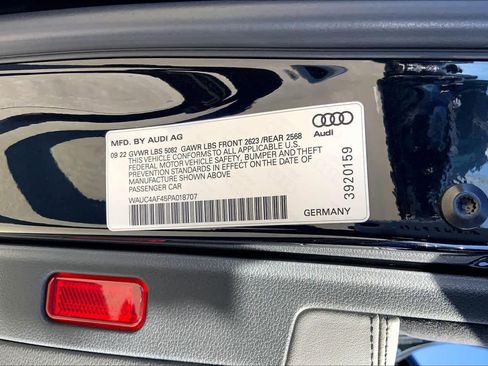 MFD. BY AUDI AG
Audi
09 22 GVWR LBS 5082 GAWR LBS FRONT 2623 /REAR 2568
THIS VEHICLE CONFORMS TO ALL APPLICABLE U.S.
FEDERAL MOTOR VEHICLE SAFETY, BUMPER AND THEFT
PREVENTION STANDARDS IN EFFECT ON THE DATE OF
MANUFACTURE SHOWN ABOVE
PASSENGER CAR
WAUC4AF45PA018707
3920159
GERMANY